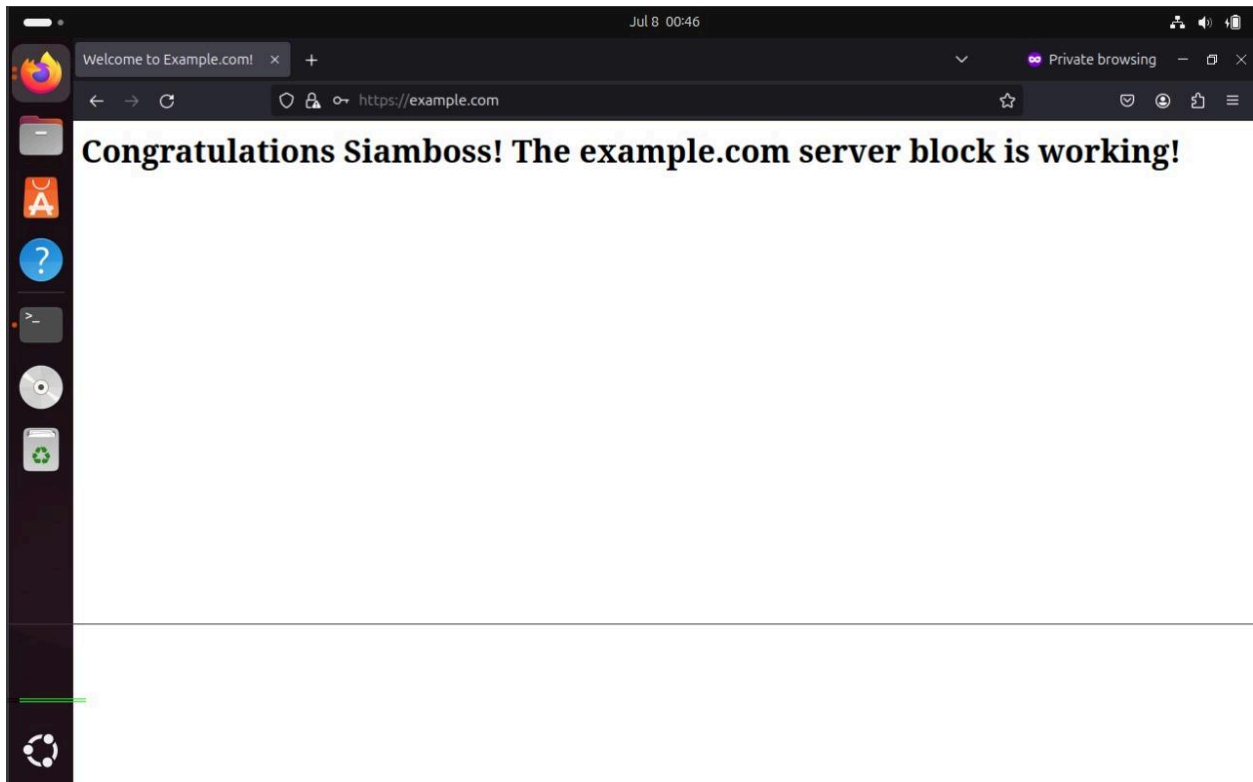 Jul 8 00:46
Welcome to Example.com!
Private browsing
https://example.com
Congratulations Siamboss! The example.com server block is working!